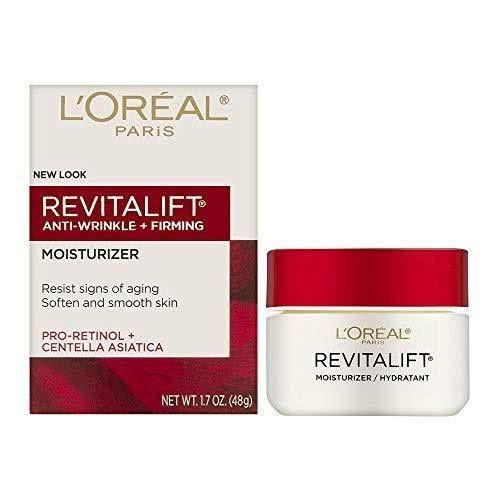 L'ORÉAL®
PARiS
NEW LOOK
REVITALIFT®
ANTI-WRINKLE + FIRMING
MOISTURIZER
Resist signs of aging
Soften and smooth skin
PRO-RETINOL +
CENTELLA ASIATICA
NET WT. 1.7 OZ. (48g)
L'ORÉAL®
PARIS
REVITALIFT®
MOISTURIZER / HYDRATANT